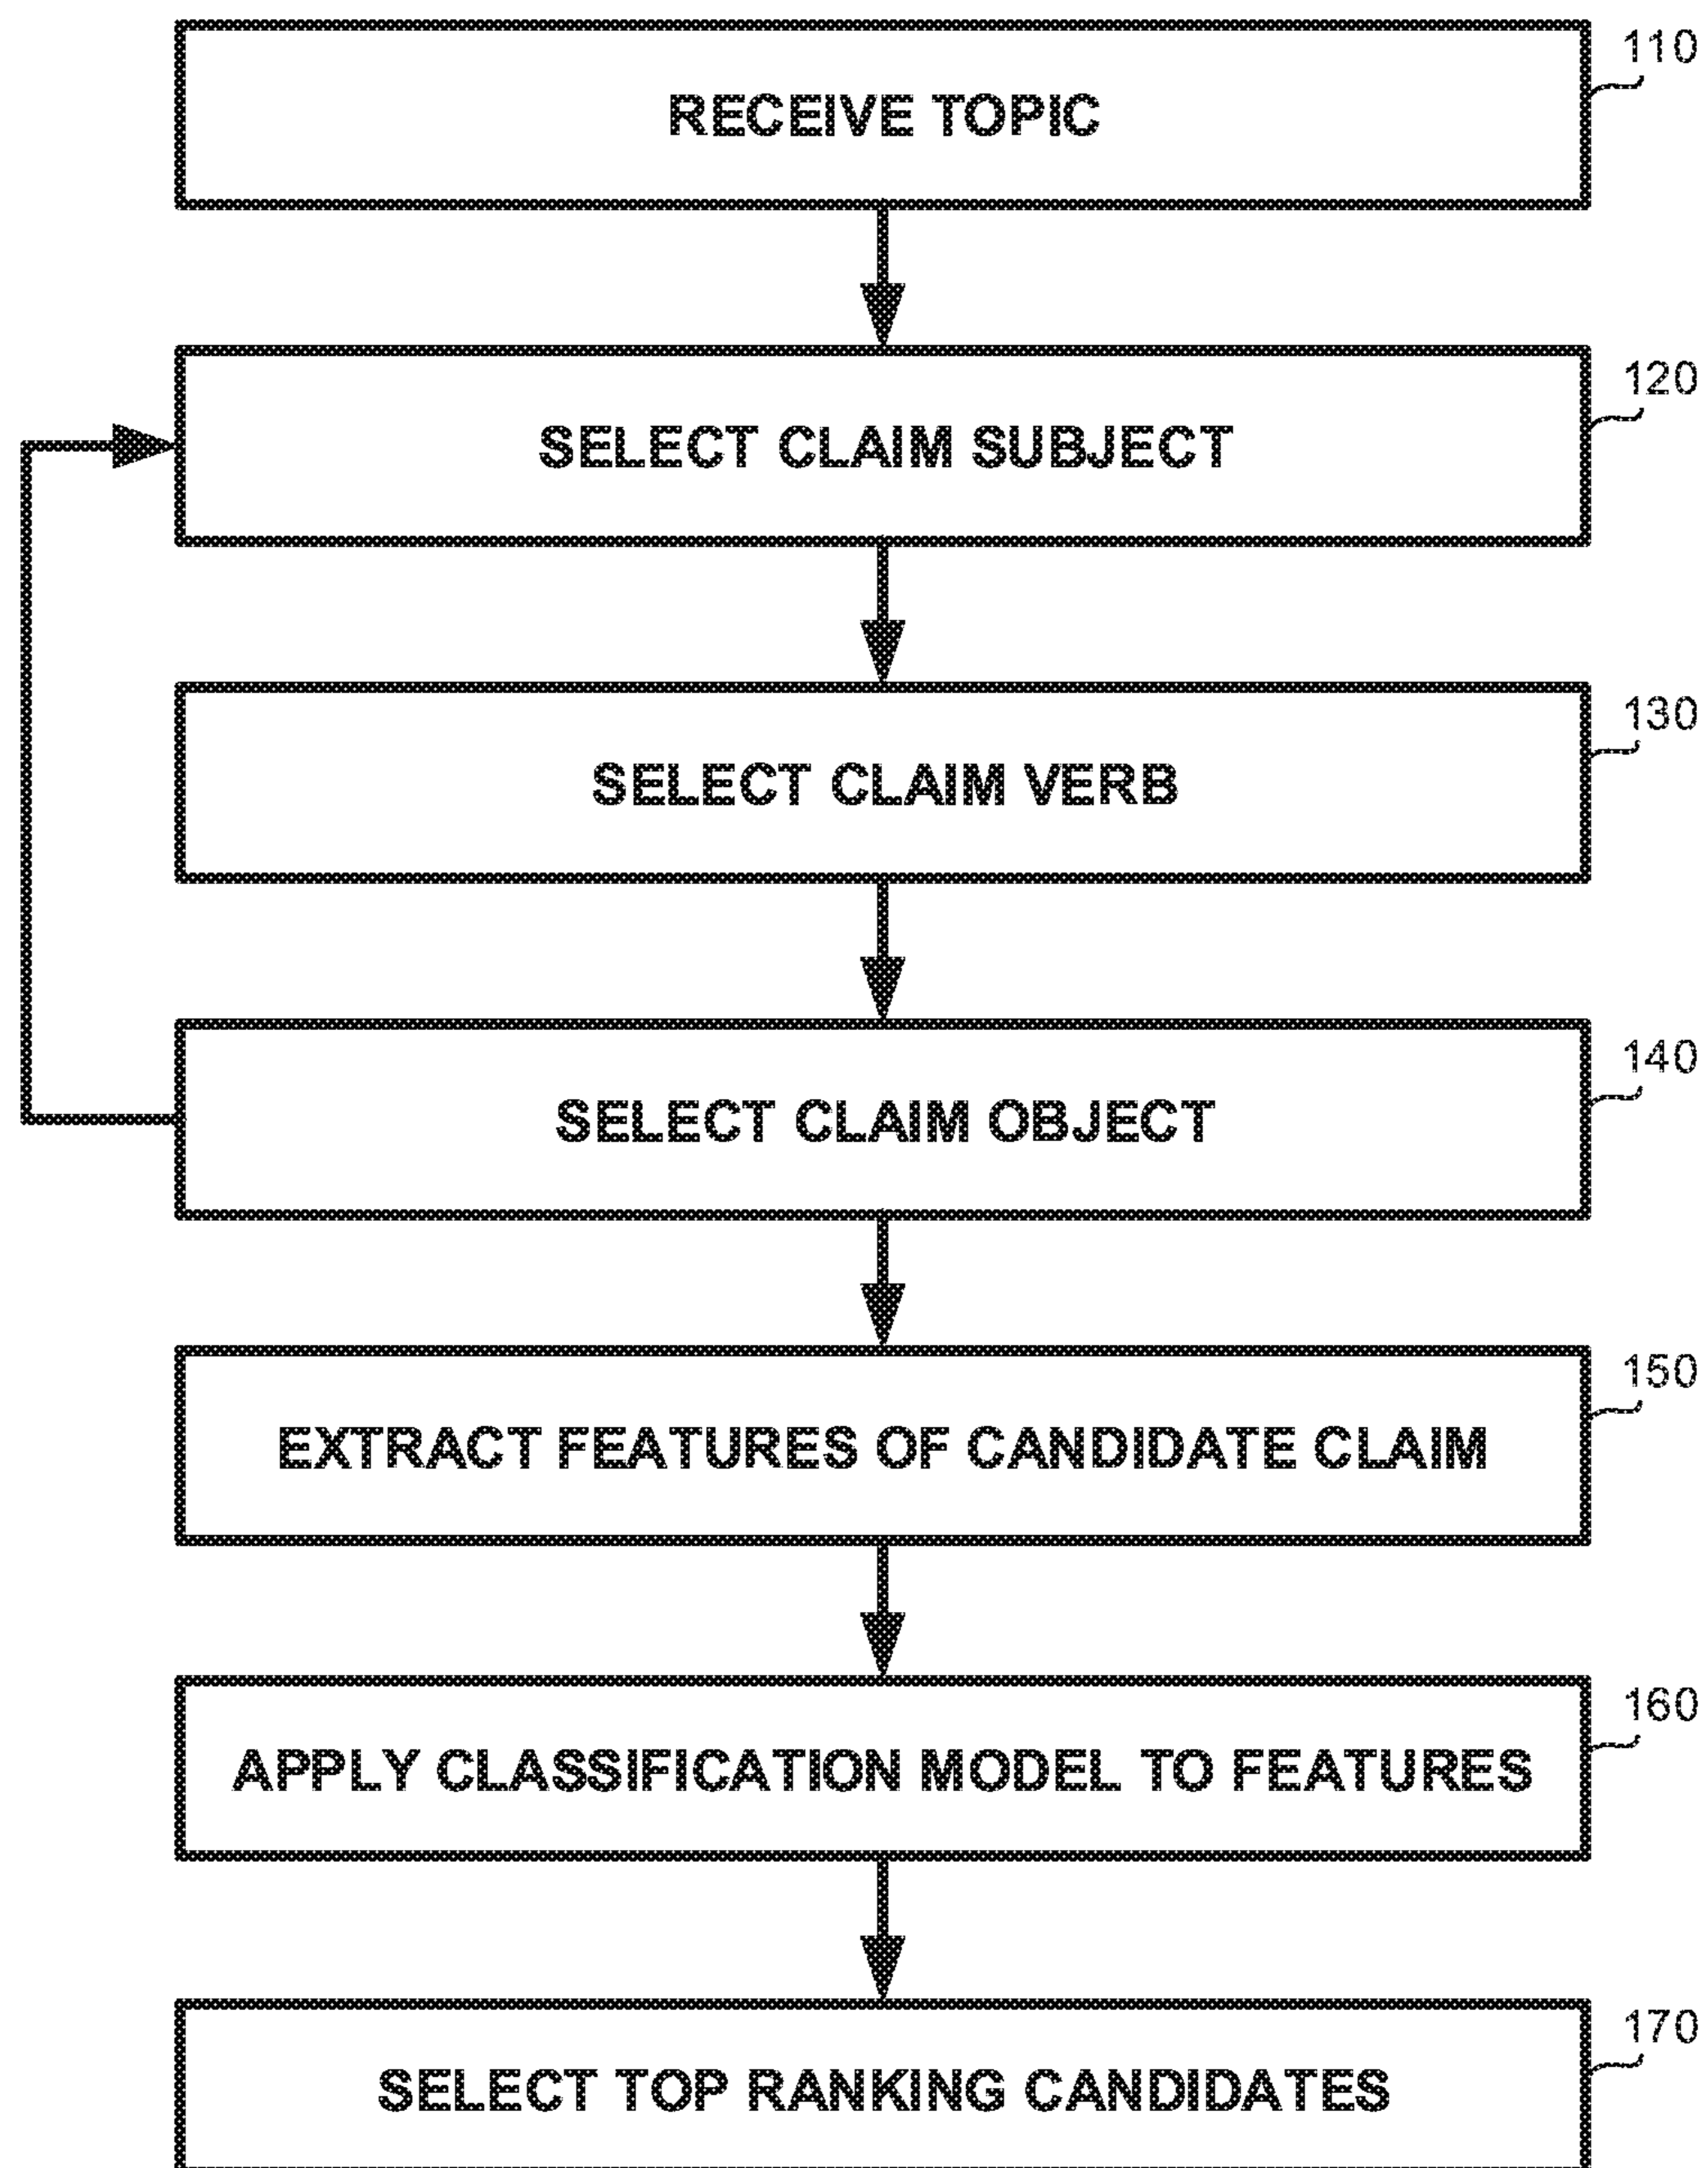 110
RECEIVE TOPIC
120
SELECT CLAIM SUBJECT
130
SELECT CLAIM VERB
140
SELECT CLAIM OBJECT
150
EXTRACT FEATURES OF CANDIDATE CLAIM
160
APPLY CLASSIFICATION MODEL TO FEATURES
170
SELECT TOP RANKING CANDIDATES